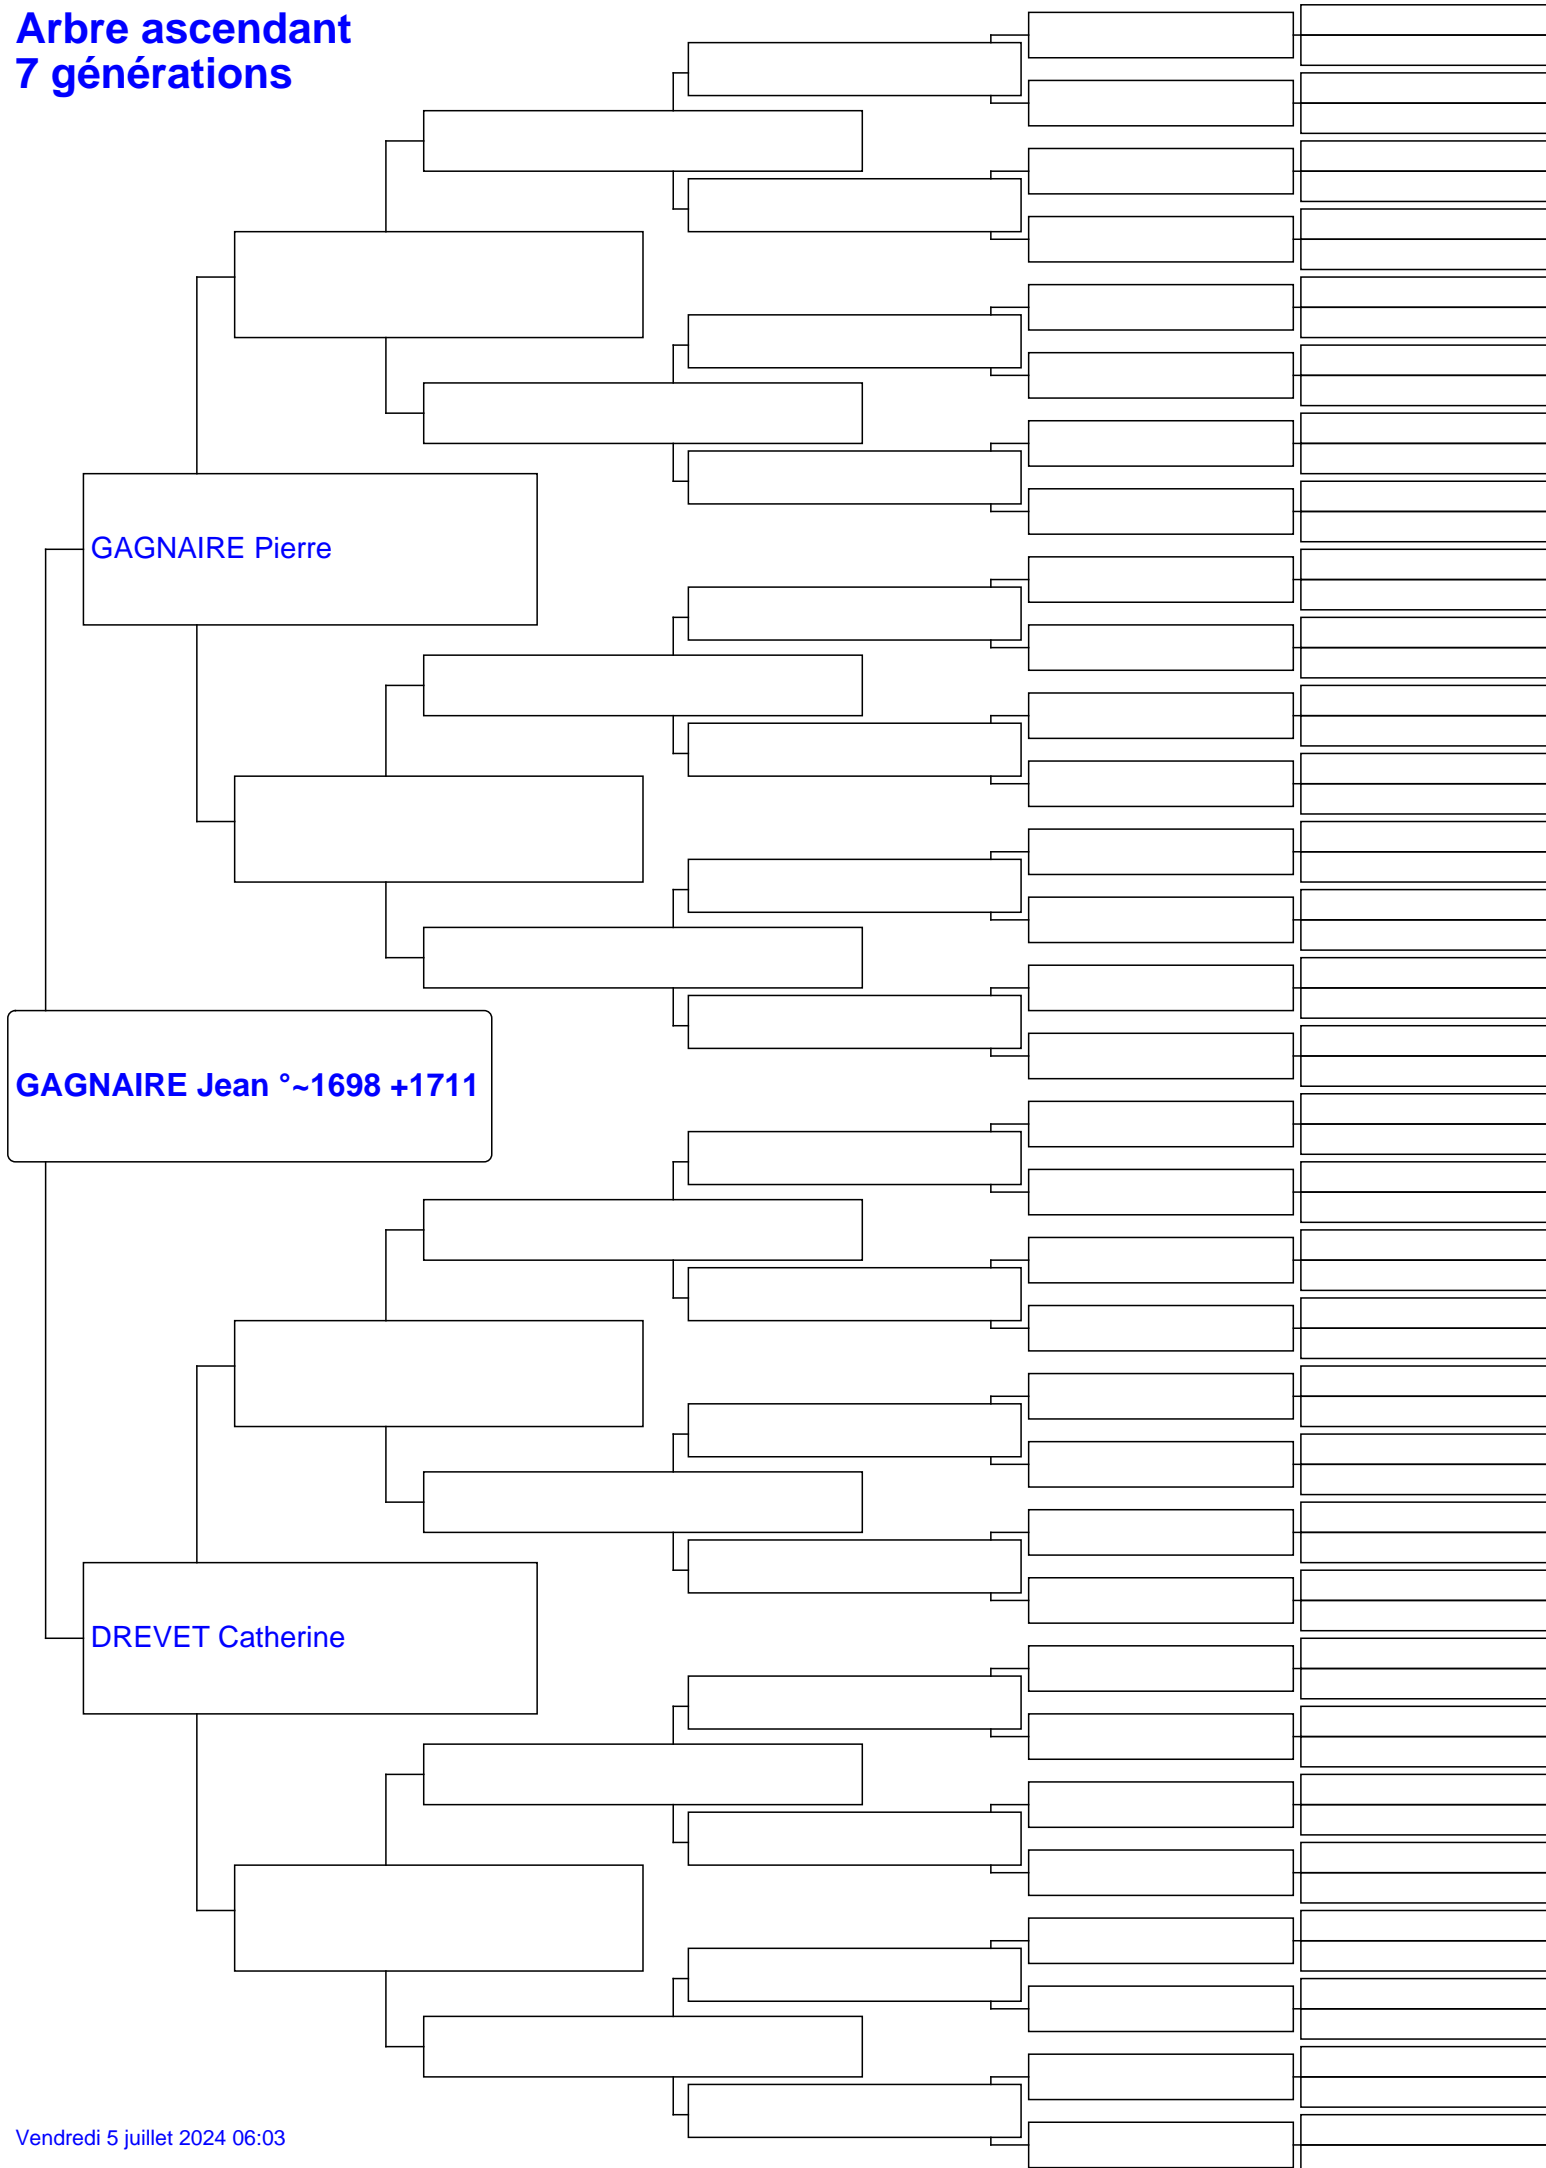 Arbre ascendant
7 générations
GAGNAIRE Pierre
GAGNAIRE Jean °~1698 +1711
DREVET Catherine
Vendredi 5 juillet 2024 06:03